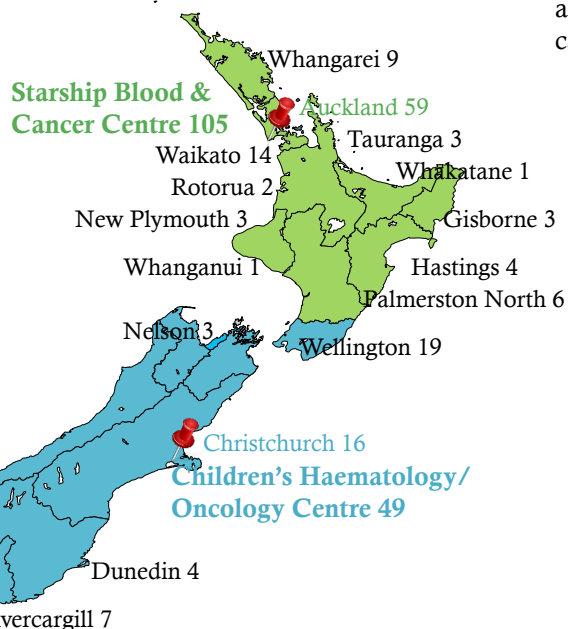 a
c
Whangarei 9
Starship Blood &
Cancer Centre 105
Auckland 59
Tauranga 3
Waikato 14
Whakatane 1
Rotorua 2
New Plymouth 3
Gisborne 3
Whanganui 1
Hastings 4
Palmerston North 6
Nelson 3
Wellington 19
Christchurch 16
Children's Haematology/
Oncology Centre 49
Dunedin 4
vercargill 7